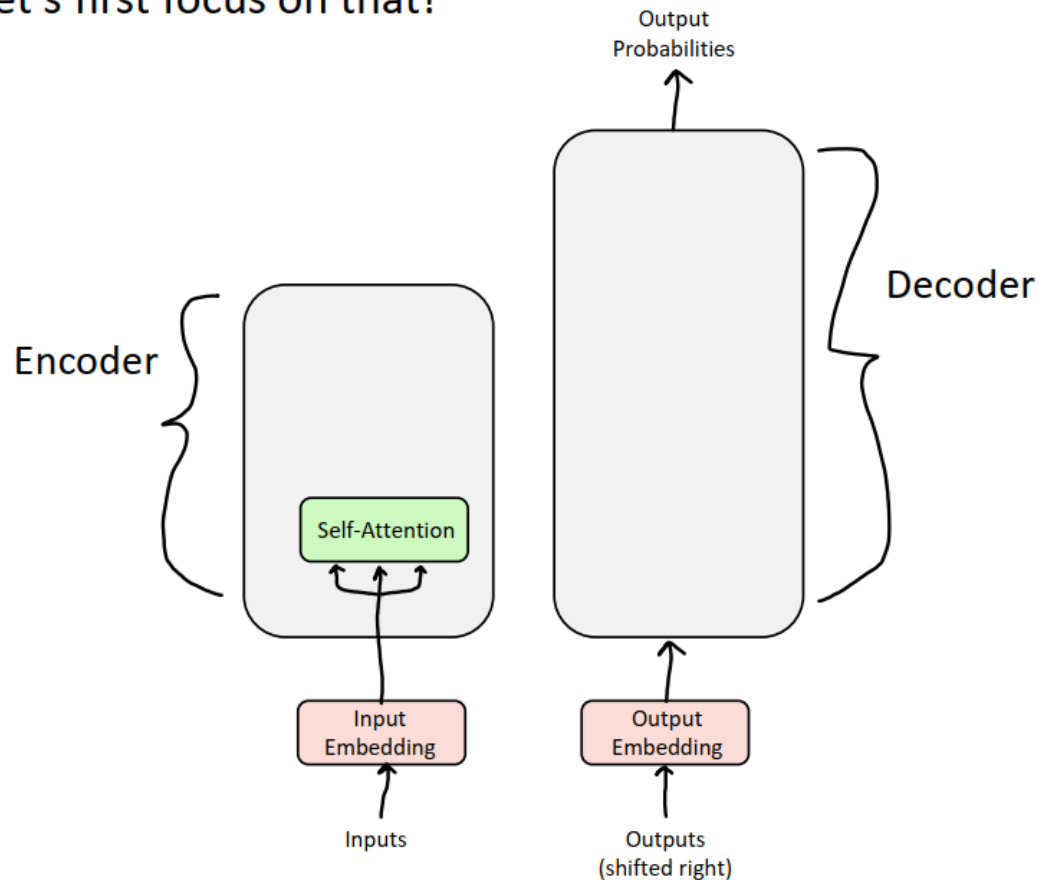 et's first focus on that!
Output
Probabilities
Decoder
Encoder
Self-Attention
Input
Embedding
Output
Embedding
Inputs
Outputs
(shifted right)